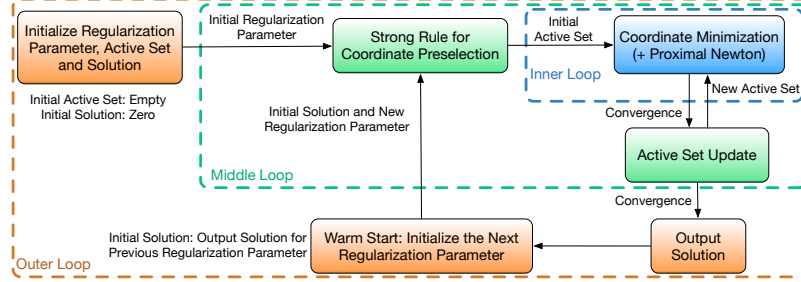 Initialize Regularization
Parameter, Active Set
and Solution
Initial Active Set: Empty
Initial Solution: Zero
Initial Regularization
Parameter
Strong Rule for
Coordinate Preselection
Initial
Active Set
Coordinate Minimization
(+ Proximal Newton)
Inner Loop
New Active Set
Convergence
Initial Solution and New
Regularization Parameter
Active Set Update
Middle Loop
Convergence
Initial Solution: Output Solution for
Previous Regularization Parameter
Warm Start: Initialize the Next
Regularization Parameter
Output
Solution
Outer Loop